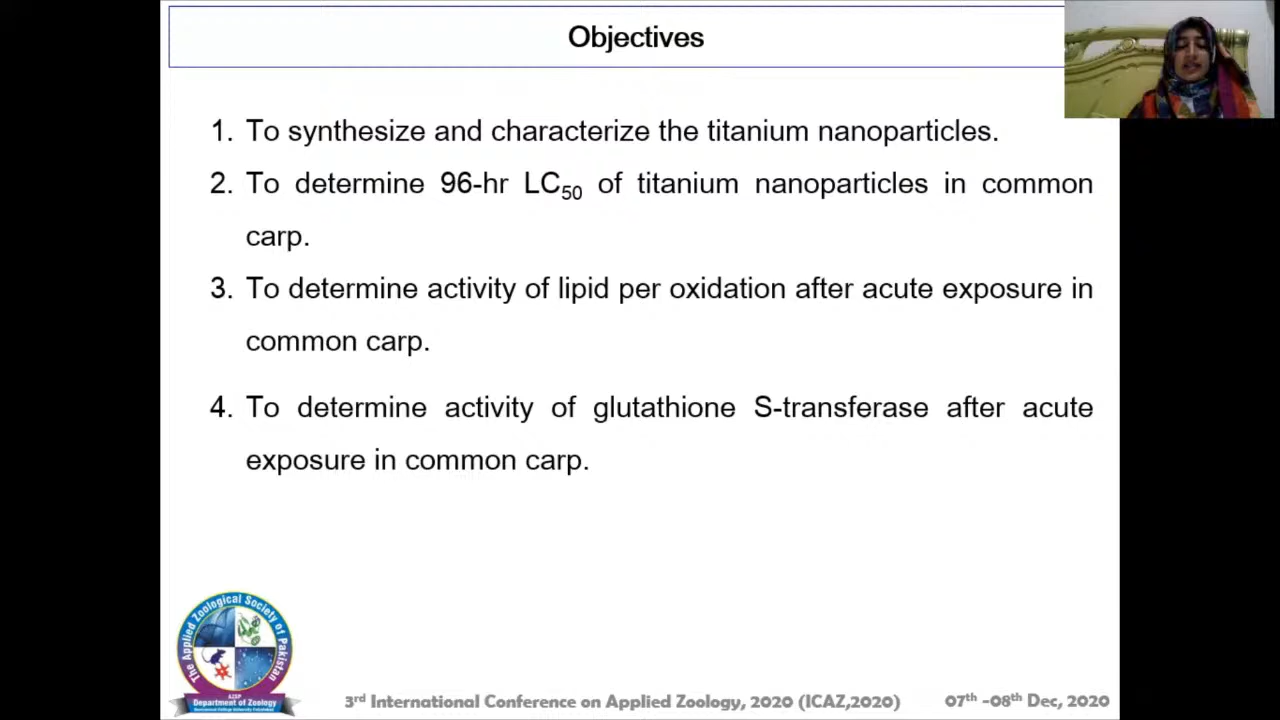 Objectives
1. To synthesize and characterize the titanium nanoparticles.
2. To determine 96-hr LC50 of titanium nanoparticles in common
carp.
3. To determine activity of lipid per oxidation after acute exposure in
common carp.
4. To determine activity of glutathione S-transferase after acute
exposure in common carp.
The Applied Zoological Society of Pakistan
AZSP
Department of Zoology
3rd International Conference on Applied Zoology, 2020 (ICAZ,2020)
07th -08th Dec, 2020